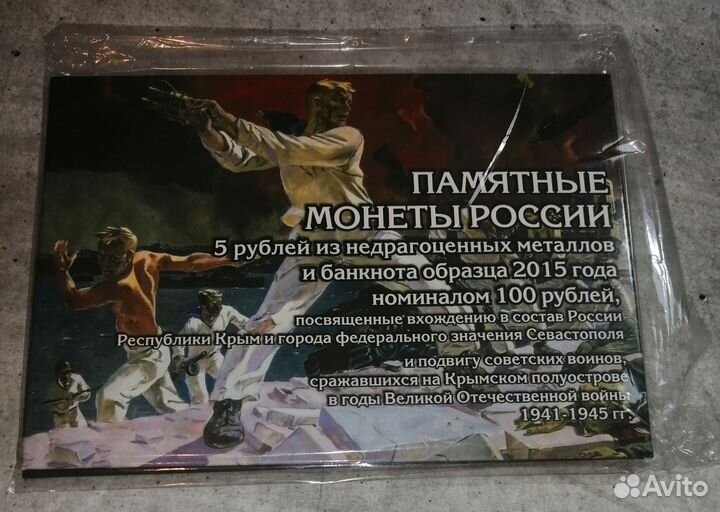 ПАМЯТНЫЕ
МОНЕТЫ РОССИИ
5 рублей из недрагоценных металлов
и банкнота образца 2015 года
номиналом 100 рублей,
посвященные вхождению в состав России
Республики Крым и города федерального значения Севастополя
и подвигу советских воинов,
сражавшихся на Крымском полуострове
в годы Великой Отечественной войны
1941-1945 гг.
Avito